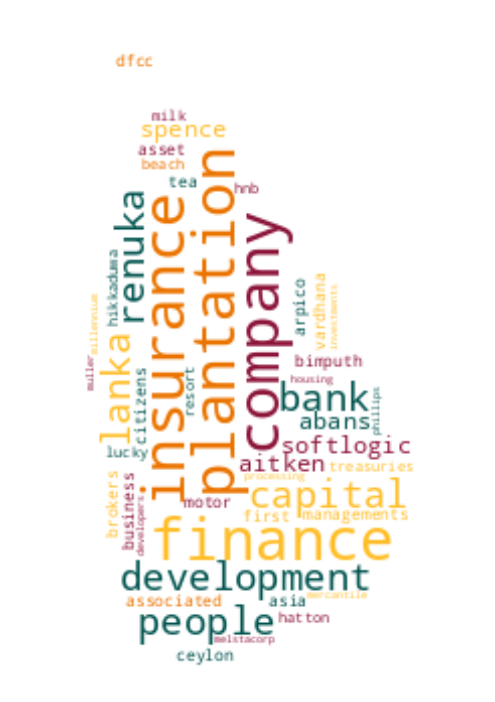 dfcc
milk
spence
asset
beach
tea
hnb
plantation
insurance
renuka
company
hikkaduwa
arpico
vardhana
investments
millennium
lanka
muller
citizens
resort
bimputh
housing
bank
phillips
abans
softlogic
lucky
aitken
treasuries
processing
capital
brokers
business
developers
motor
first
managements
finance
development
mercantile
associated
asia
people
hatton
melstacorp
ceylon